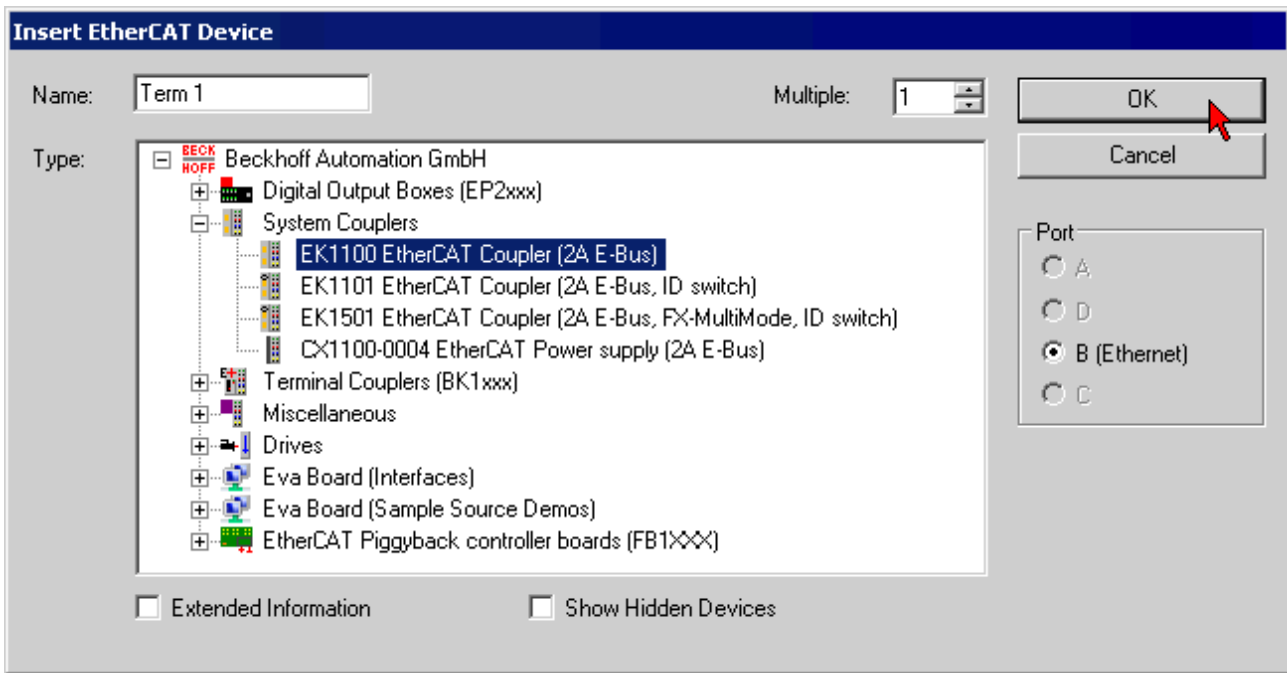 Insert EtherCAT Device
Name: Term 1 Multiple: 1 OK
Type: BECKHOFF Beckhoff Automation GmbH Cancel
Digital Output Boxes (EP2xxx)
System Couplers
Port
EK1100 EtherCAT Coupler (2A E-Bus)
A
EK1101 EtherCAT Coupler (2A E-Bus, ID switch)
D
EK1501 EtherCAT Coupler (2A E-Bus, FX-MultiMode, ID switch)
CX1100-0004 EtherCAT Power supply (2A E-Bus)
B (Ethernet)
Terminal Couplers (BK1xxx)
C
Miscellaneous
Drives
Eva Board (Interfaces)
Eva Board (Sample Source Demos)
EtherCAT Piggyback controller boards (FB1XXX)
Extended Information Show Hidden Devices